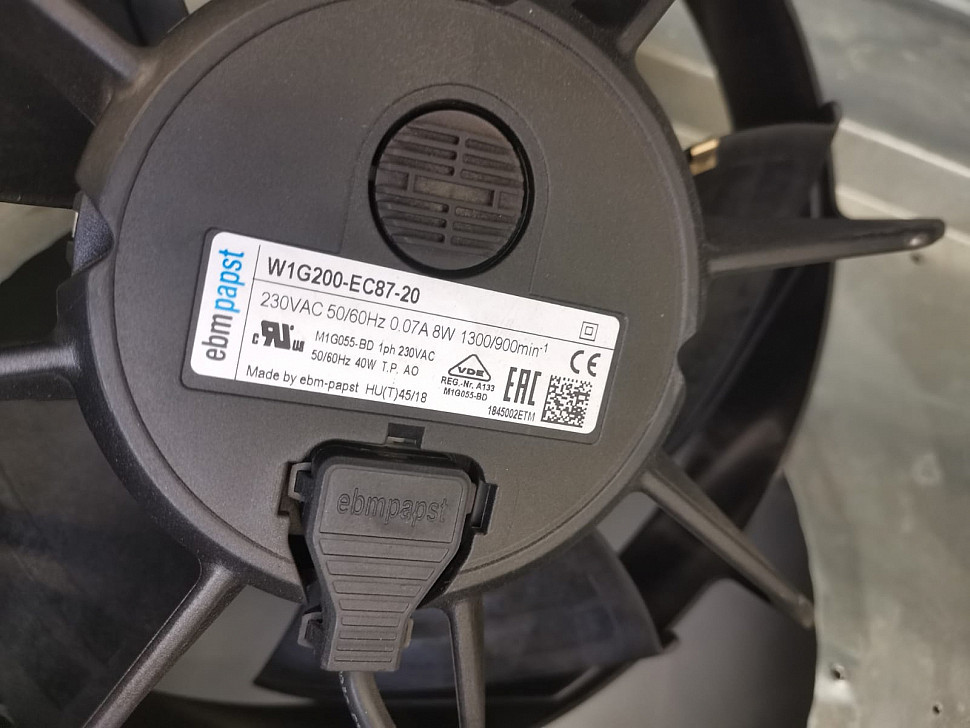 ebmpapst
W1G200-EC87-20
230VAC 50/60Hz 0.07A 8W 1300/900min-1
M1G055-BD 1ph 230VAC
50/60Hz 40W T.P. AO
Made by ebm-papst HU(T)45/18
VDE
REG.-Nr. A133
M1G055-BD
EAC
CE
1845002ETM
ebmpapst